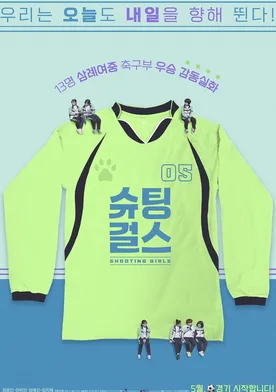 우리는 오늘도 내일을 향해 뛴다!
13명 삼례여중 축구부 우승 감동실화
05
슈팅
걸스
SHOOTING GIRLS
5월, 경기 시작합니다!